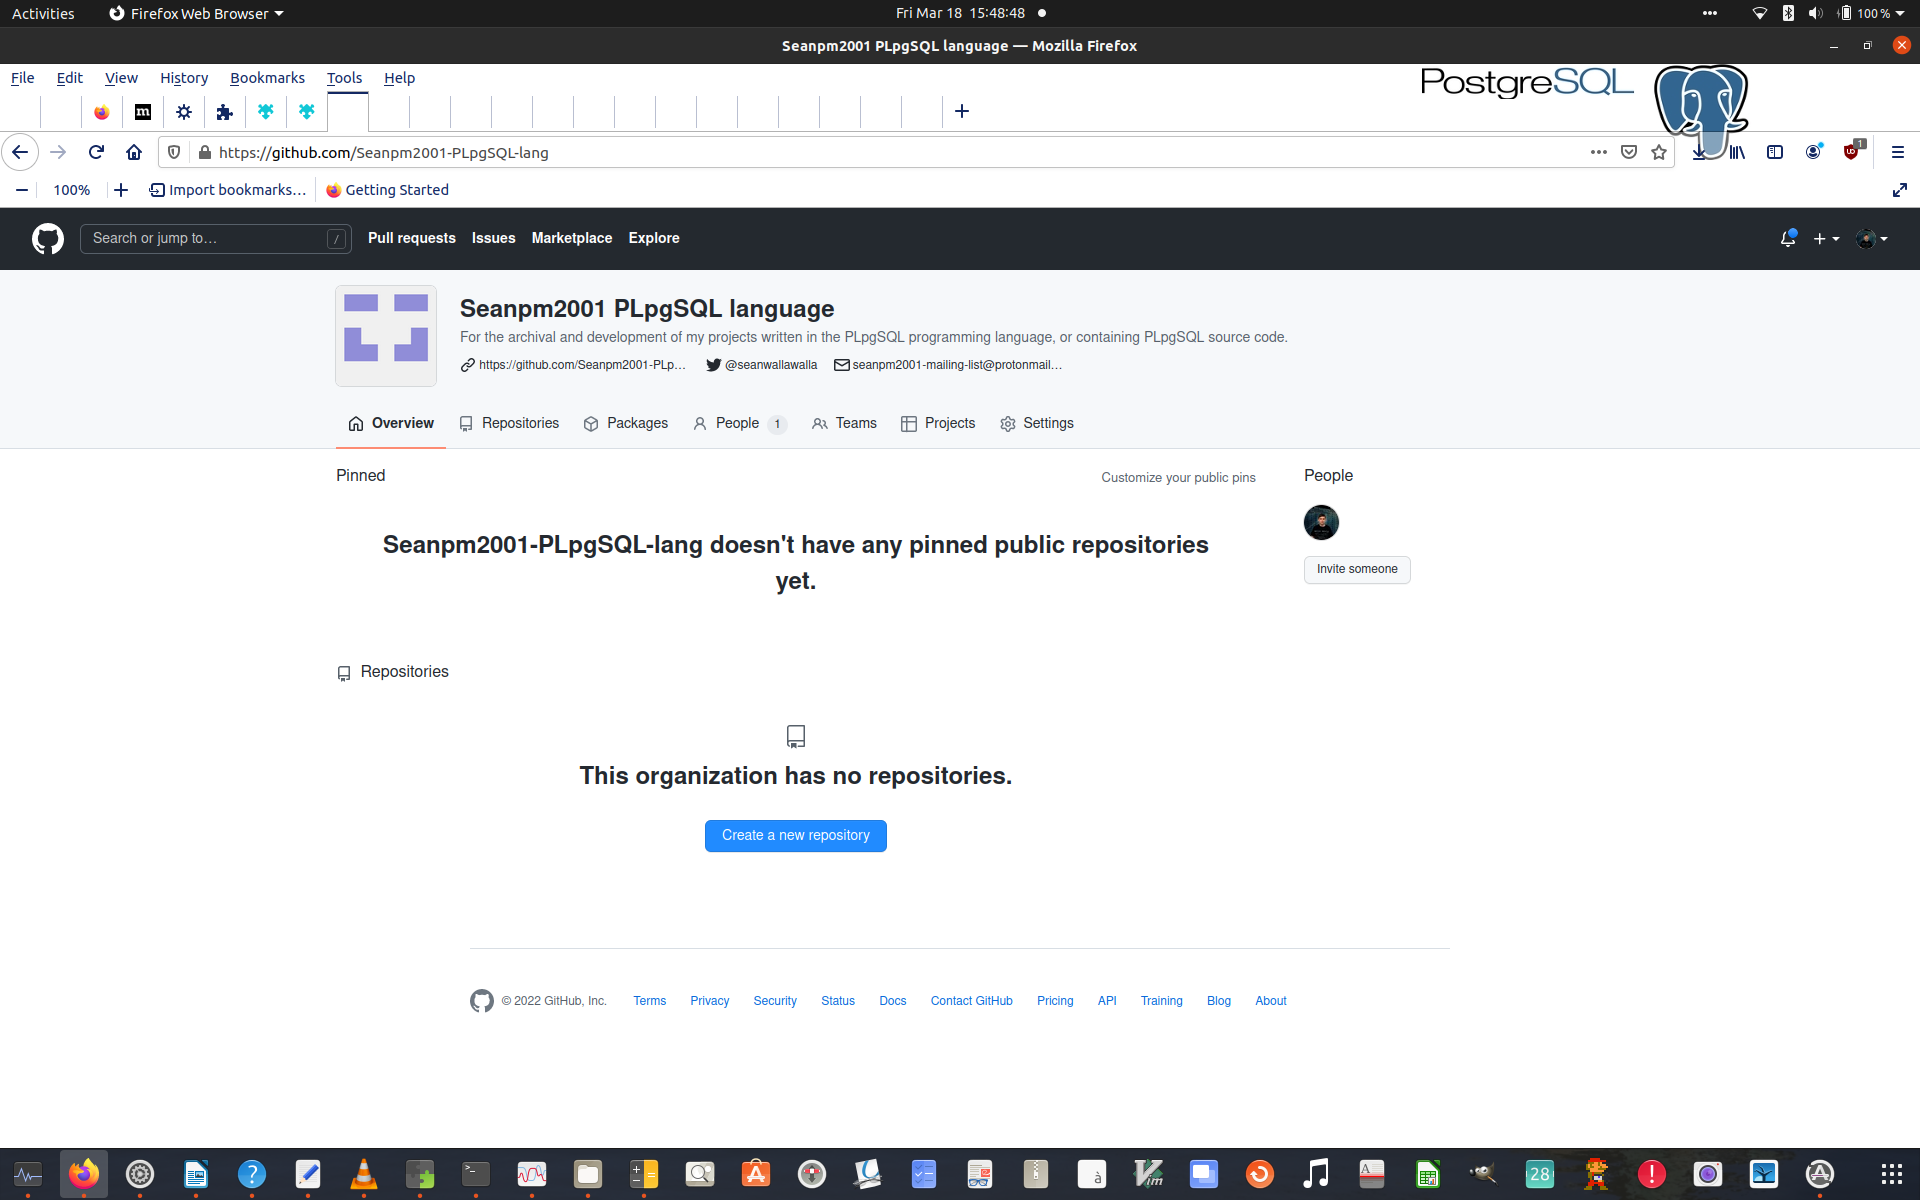 Activities
Firefox Web Browser
Fri Mar 18 15:48:48
100 %
Seanpm2001 PLpgSQL language — Mozilla Firefox
File Edit View History Bookmarks Tools Help
PostgreSQL
m
https://github.com/Seanpm2001-PLpgSQL-lang
1
100%
Import bookmarks…
Getting Started
Search or jump to…
/
Pull requests
Issues
Marketplace
Explore
Seanpm2001 PLpgSQL language
For the archival and development of my projects written in the PLpgSQL programming language, or containing PLpgSQL source code.
https://github.com/Seanpm2001-PLp… @seanwallawalla seanpm2001-mailing-list@protonmail…
Overview Repositories Packages People 1 Teams Projects Settings
Pinned
Customize your public pins
People
Seanpm2001-PLpgSQL-lang doesn't have any pinned public repositories
yet.
Invite someone
Repositories
This organization has no repositories.
Create a new repository
© 2022 GitHub, Inc. Terms Privacy Security Status Docs Contact GitHub Pricing API Training Blog About
?
>_
à
Vim
A
28